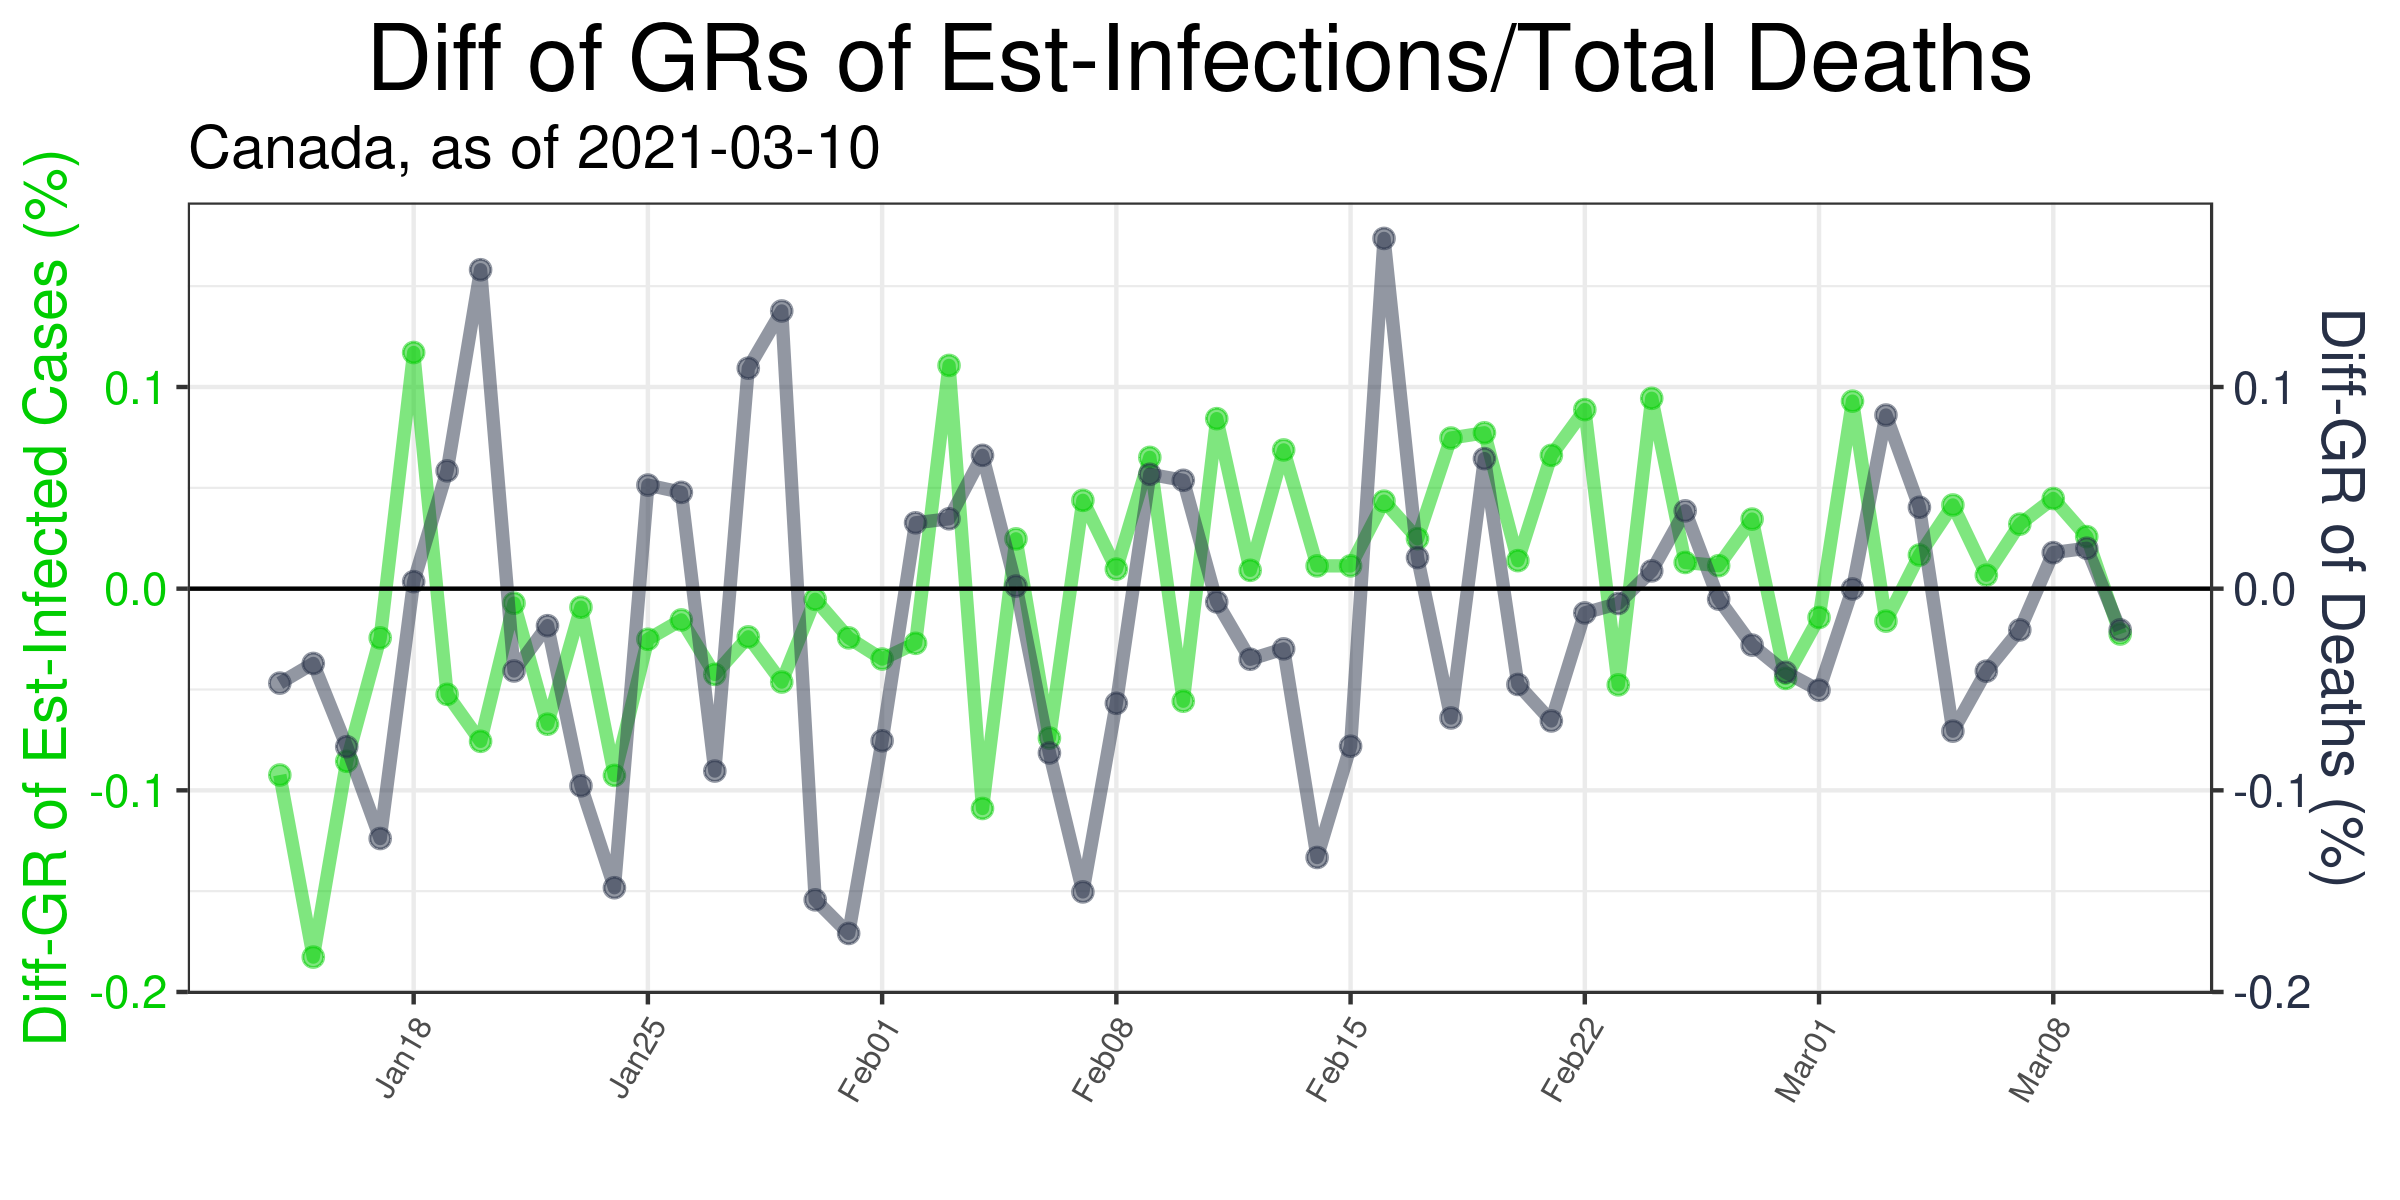 Diff of GRs of Est-Infections/Total Deaths
Canada, as of 2021-03-10
Diff-GR of Est-Infected Cases (%)
0.1
0.0
-0.1
-0.2
0.1
0.0
-0.1
-0.2
Diff-GR of Deaths (%)
Jan18
Jan25
Feb01
Feb08
Feb15
Feb22
Mar01
Mar08